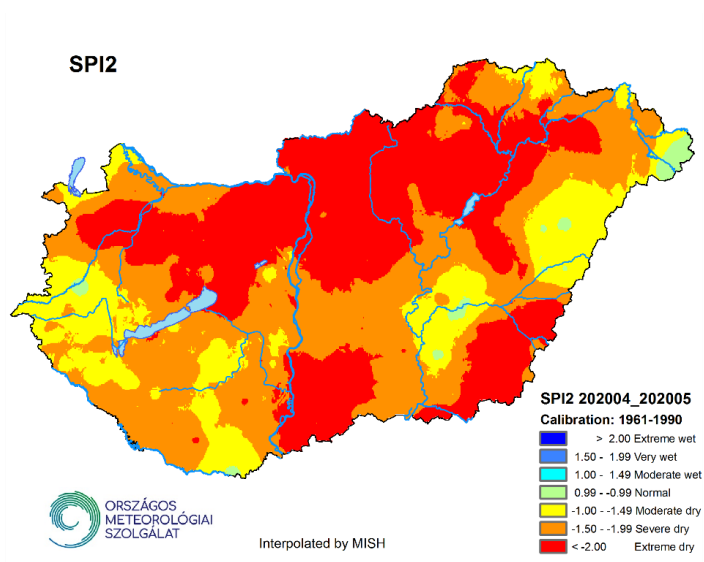 SPI2
SPI2 202004_202005
Calibration: 1961-1990
> 2.00 Extreme wet
1.50 - 1.99 Very wet
1.00 - 1.49 Moderate wet
0.99 - -0.99 Normal
-1.00 - -1.49 Moderate dry
-1.50 - -1.99 Severe dry
< -2.00 Extreme dry
ORSZÁGOS
METEOROLÓGIAI
SZOLGÁLAT
Interpolated by MISH